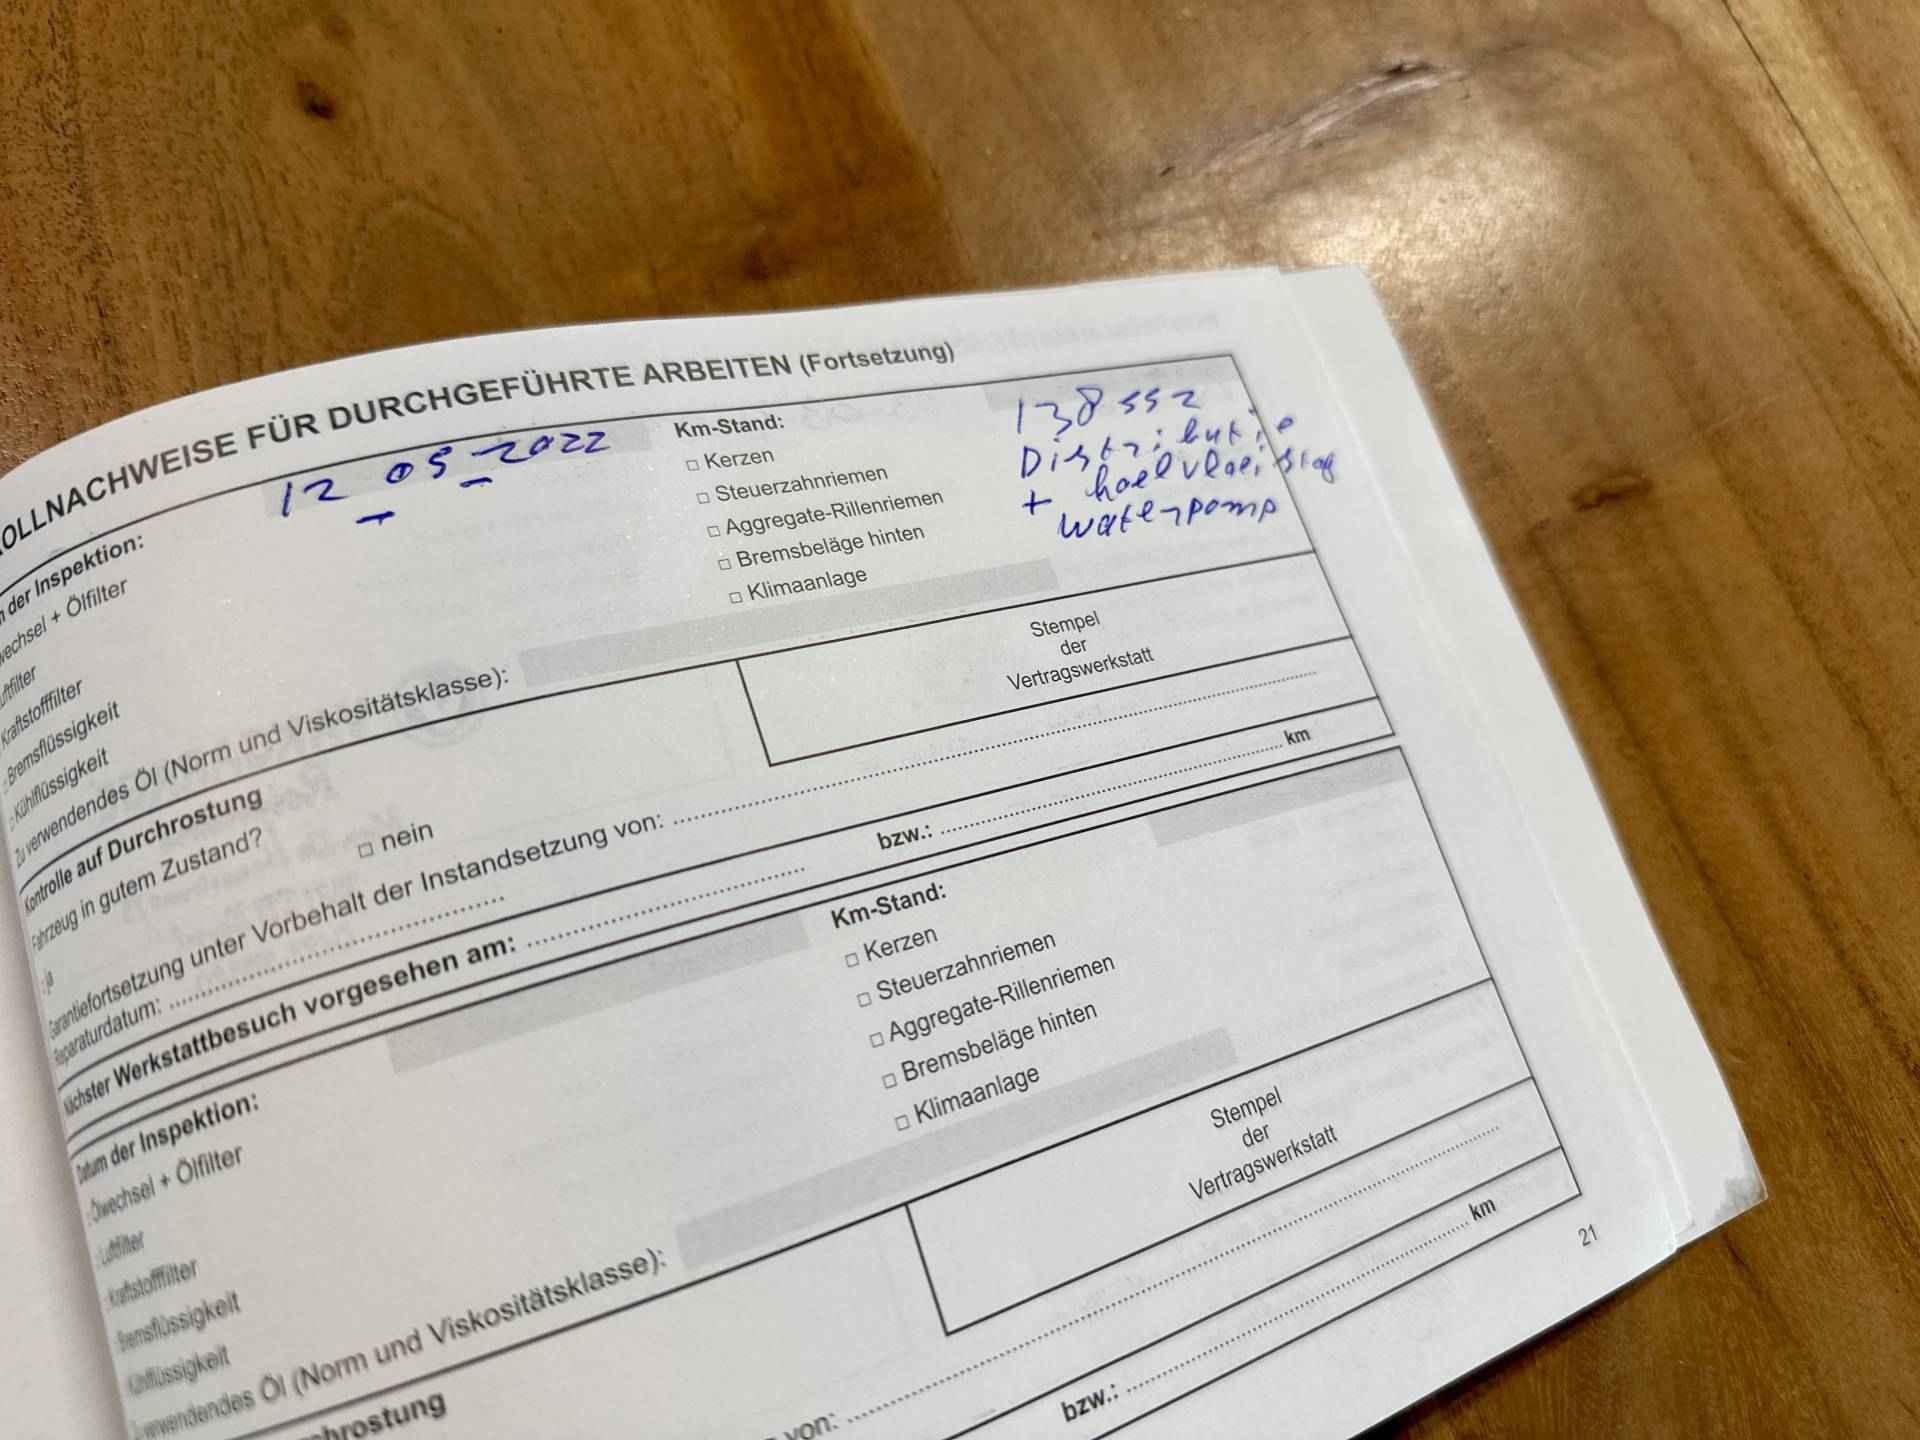 OLLNACHWEISE FÜR DURCHGEFÜHRTE ARBEITEN (Fortsetzung)
der Inspektion: 12 - 05 - 2022
Km-Stand: 138552
+ Ölfilter
Kraftstofffilter
Bremsflüssigkeit
Kühlflüssigkeit
□ Kerzen
□ Steuerzahnriemen
□ Aggregate-Rillenriemen
□ Bremsbeläge hinten
□ Klimaanlage
Distributie
+ koelvloeistof
waterpomp
Zu verwendendes Öl (Norm und Viskositätsklasse):
Kontrolle auf Durchrostung
Fahrzeug in gutem Zustand?
ja
□ nein
Stempel
der
Vertragswerkstatt
Garantiefortsetzung unter Vorbehalt der Instandsetzung von:
Reparaturdatum:
Nächster Werkstattbesuch vorgesehen am: bzw.: km
Datum der Inspektion:
Km-Stand:
Ölwechsel + Ölfilter
Luftfilter
Kraftstofffilter
Bremsflüssigkeit
Kühlflüssigkeit
□ Kerzen
□ Steuerzahnriemen
□ Aggregate-Rillenriemen
□ Bremsbeläge hinten
□ Klimaanlage
verwendendes Öl (Norm und Viskositätsklasse):
Stempel
der
Vertragswerkstatt
von:
bzw.: km
21